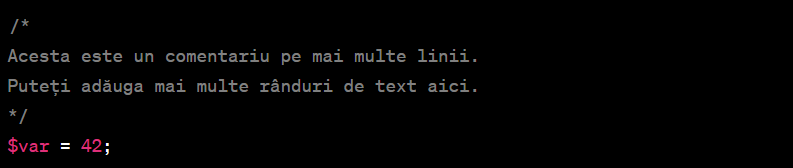 /*
Acesta este un comentariu pe mai multe linii.
Puteți adăuga mai multe rânduri de text aici.
*/
$var = 42;